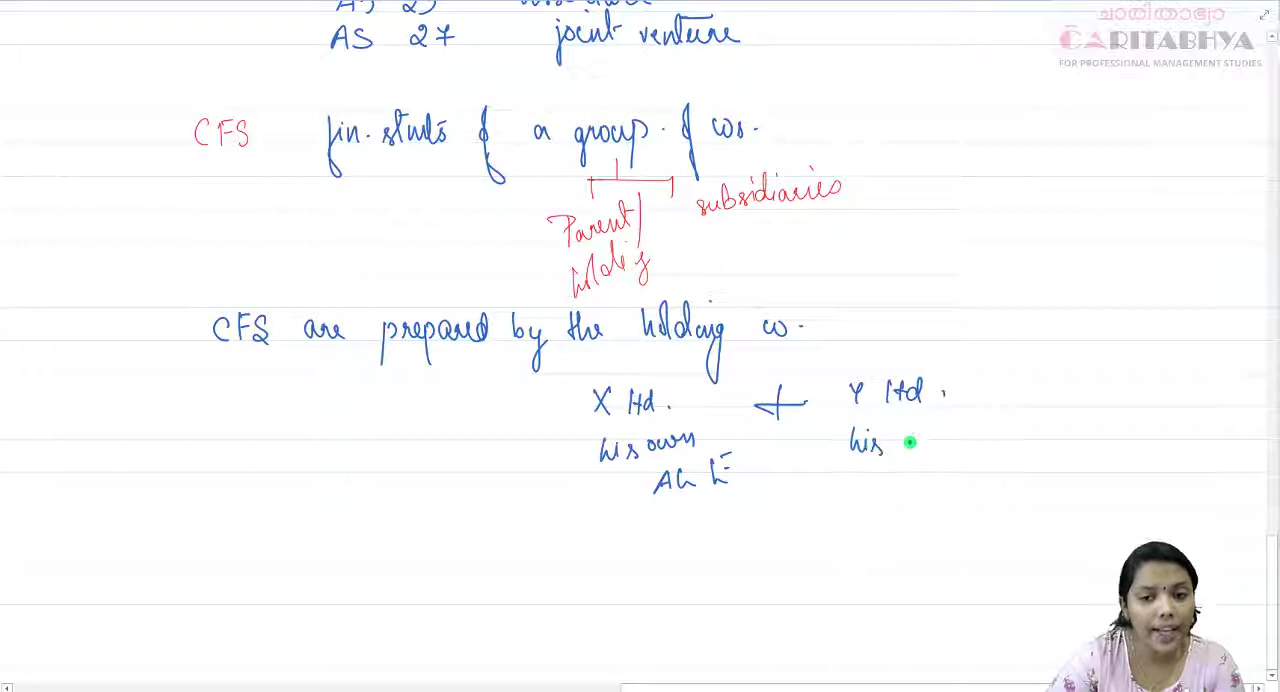 ചാരിതാഭ്യാ
CARITABHYA
FOR PROFESSIONAL MANAGEMENT STUDIES
AS 27 joint venture
CFS fin. stmts of a group of cos.
Parent/ subsidiaries
holding
CFS are prepared by the holding co.
X ltd. + Y ltd.
his own his